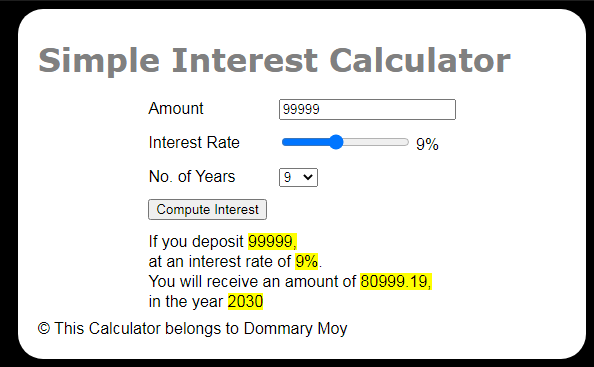 Simple Interest Calculator
Amount 99999
Interest Rate 9%
No. of Years 9
Compute Interest
If you deposit 99999,
at an interest rate of 9%.
You will receive an amount of 80999.19,
in the year 2030
© This Calculator belongs to Dommary Moy